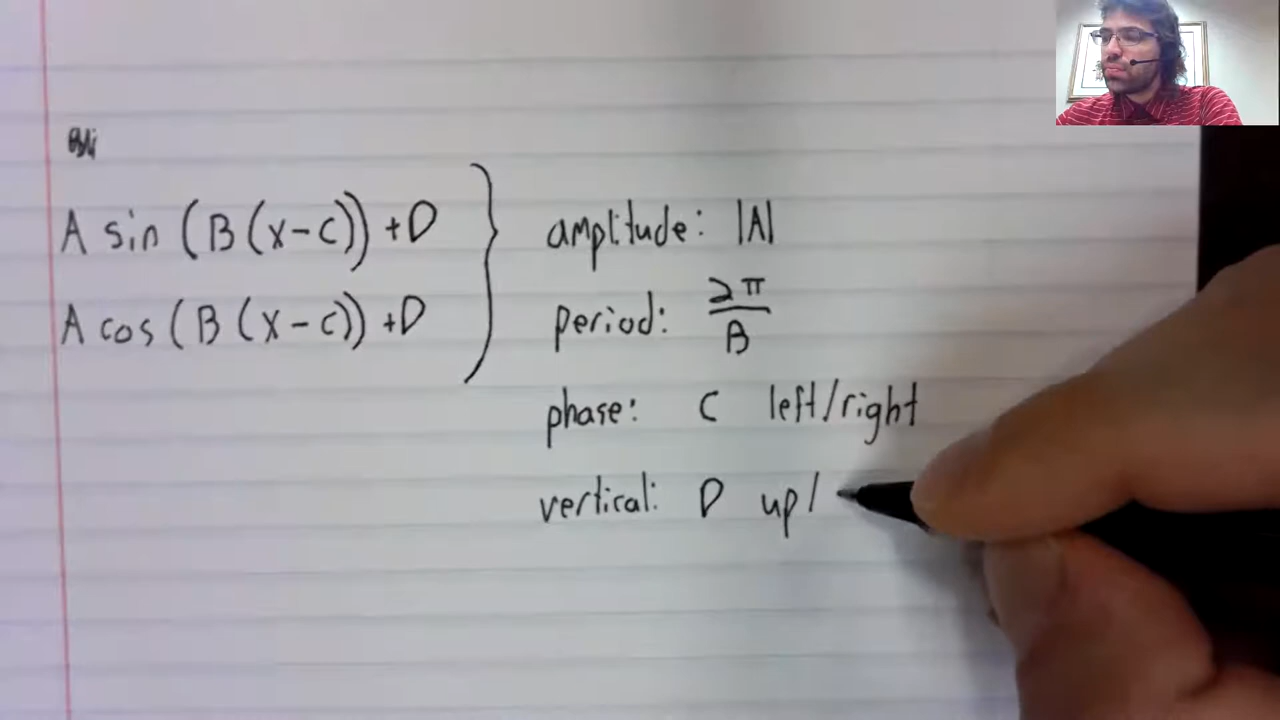 A sin (B(x-c)) +D
A cos (B(x-c)) +D
amplitude: |A|
period: 2π/B
phase: C left/right
vertical: D up/